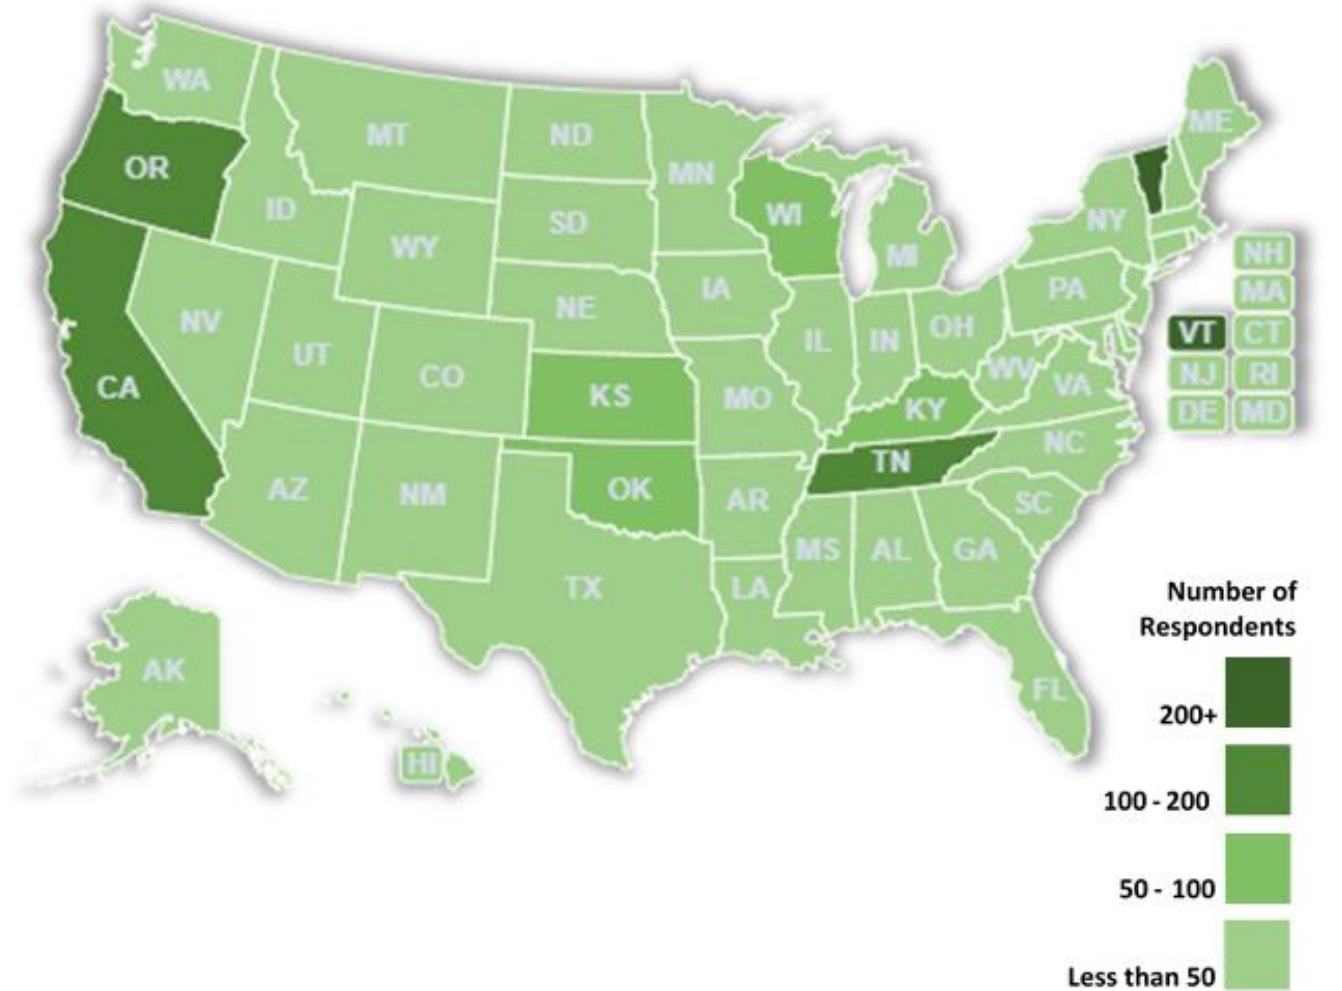 WA
MT
ND
MN
ME
OR
ID
SD
WI
NY
WY
MI
NH
IA
PA
MA
NE
NV
OH
VT CT
UT
IL
IN
CO
WV
NJ RI
CA
KS
MO
VA
KY
DE MD
NC
TN
AZ
NM
OK
AR
SC
MS
AL
GA
TX
LA
Number of
Respondents
AK
FL
200+
HI
100 - 200
50 - 100
Less than 50